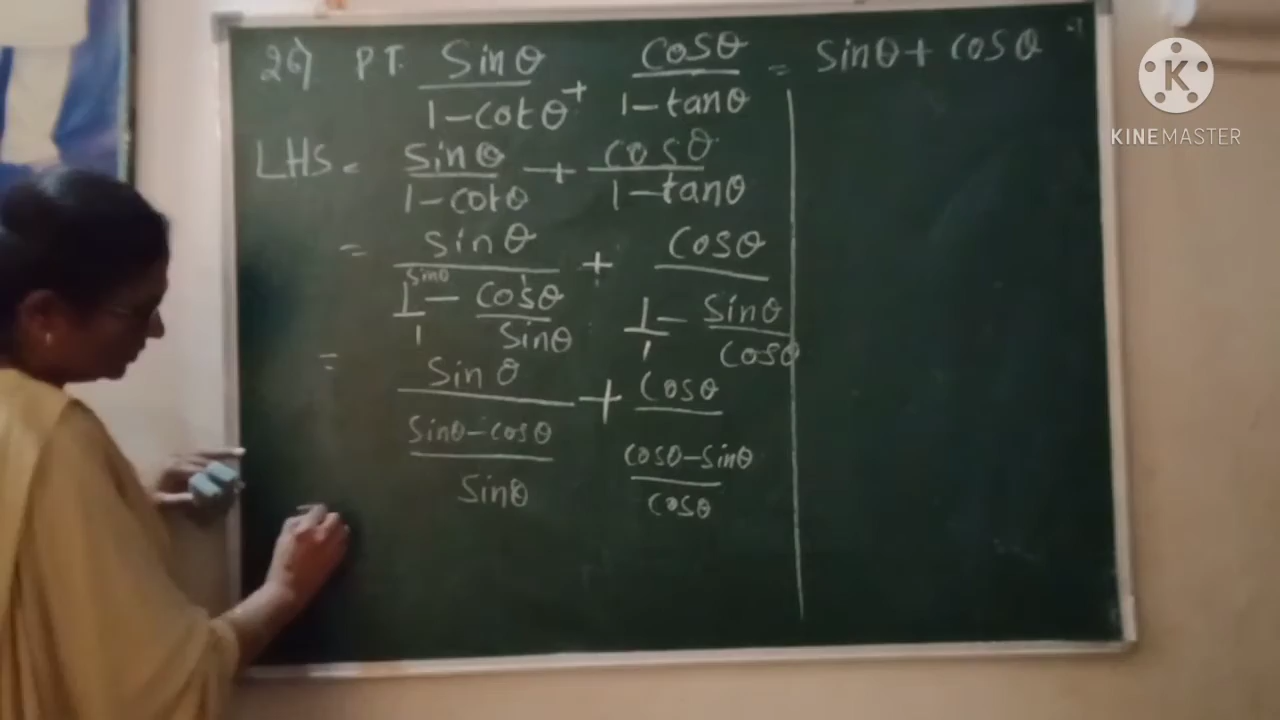 26) P T. Sinθ / 1 - cotθ + Cosθ / 1 - tanθ = Sinθ + Cosθ
LHS = Sinθ / 1 - cotθ + Cosθ / 1 - tanθ
= Sinθ / 1/1 - Cosθ/Sinθ + Cosθ / 1/1 - Sinθ/Cosθ
= Sinθ / Sinθ - Cosθ / Sinθ + Cosθ / Cosθ - Sinθ / Cosθ
K
KINEMASTER